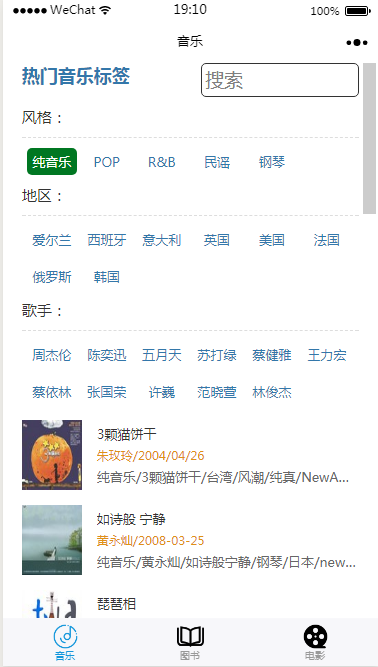 WeChat 19:10 100%
音乐
热门音乐标签 搜索
风格：
纯音乐 POP R&B 民谣 钢琴
地区：
爱尔兰 西班牙 意大利 英国 美国 法国
俄罗斯 韩国
歌手：
周杰伦 陈奕迅 五月天 苏打绿 蔡健雅 王力宏
蔡依林 张国荣 许巍 范晓萱 林俊杰
3颗猫饼干
朱玫玲/2004/04/26
纯音乐/3颗猫饼干/台湾/风潮/纯真/NewA...
如诗般 宁静
黄永灿/2008-03-25
纯音乐/黄永灿/如诗般宁静/钢琴/日本/new...
琵琶相
音乐 图书 电影